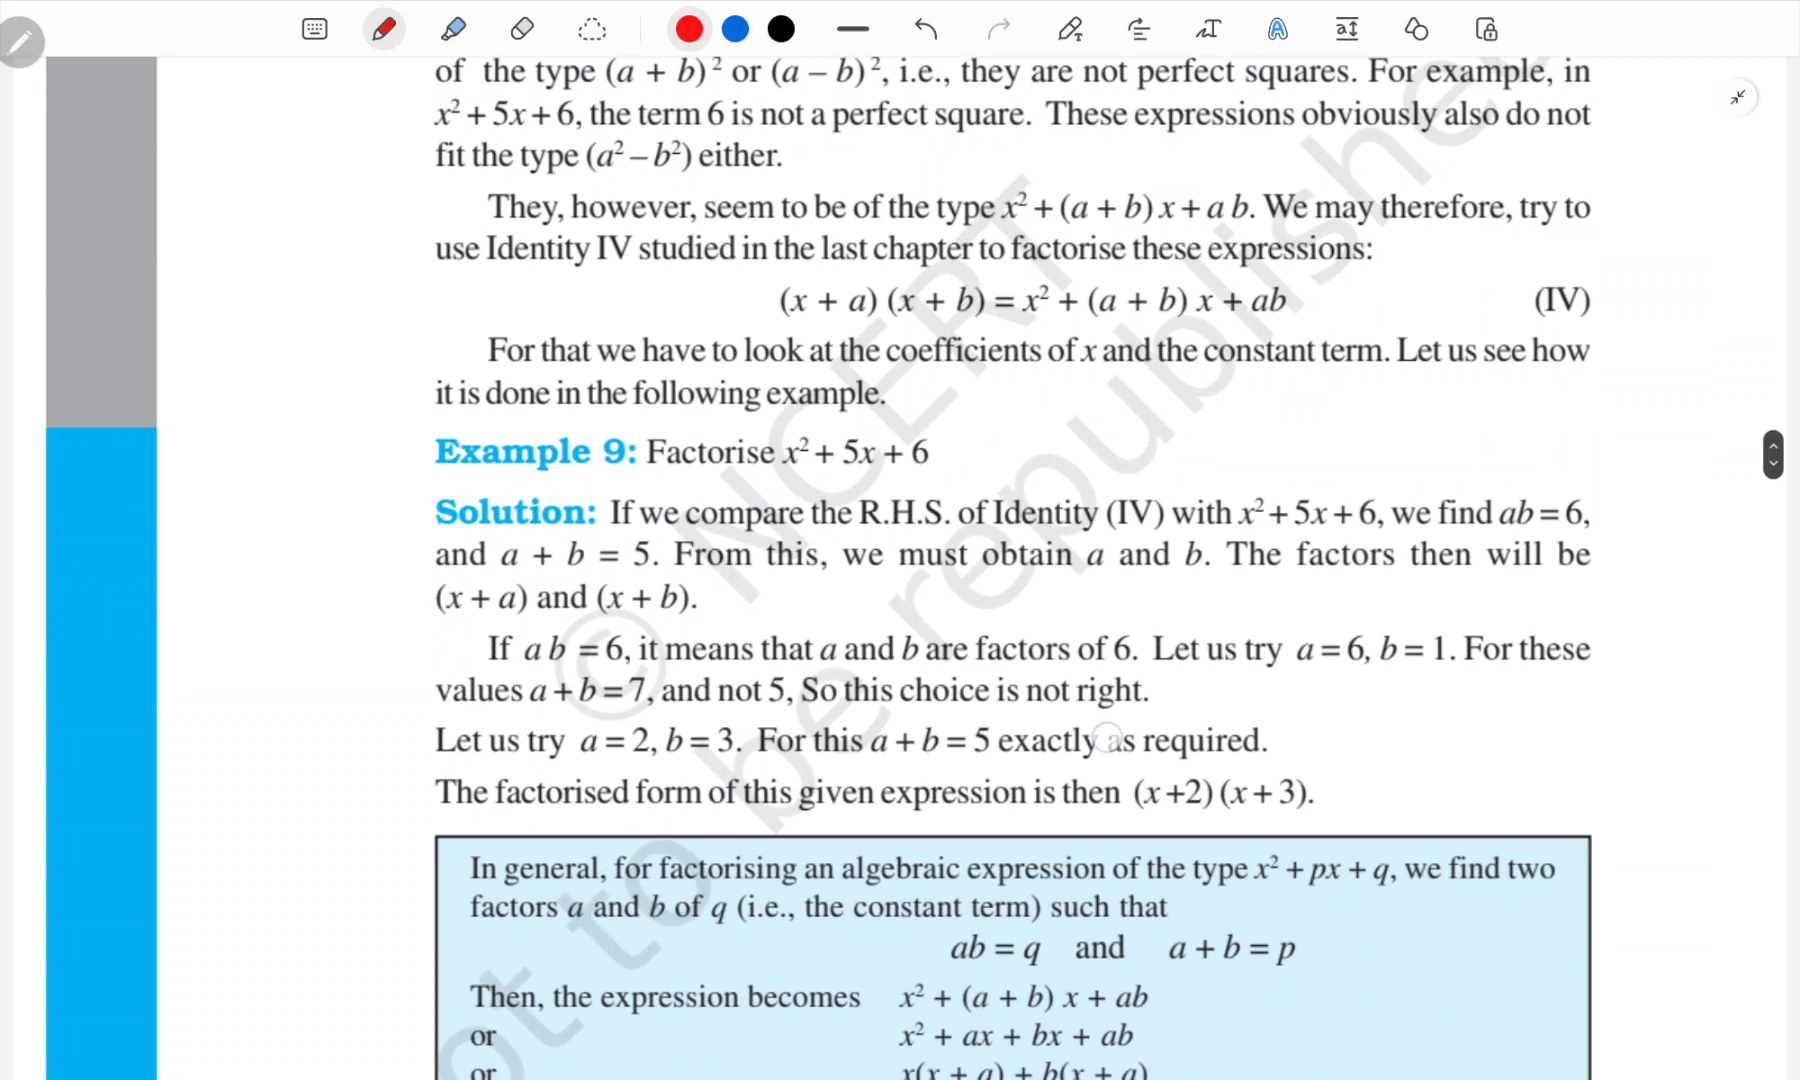 of the type (a + b)² or (a – b)², i.e., they are not perfect squares. For example, in
x² + 5x + 6, the term 6 is not a perfect square. These expressions obviously also do not
fit the type (a² – b²) either.
They, however, seem to be of the type x² + (a + b) x + a b. We may therefore, try to
use Identity IV studied in the last chapter to factorise these expressions:
(x + a) (x + b) = x² + (a + b) x + ab (IV)
For that we have to look at the coefficients of x and the constant term. Let us see how
it is done in the following example.
Example 9: Factorise x² + 5x + 6
Solution: If we compare the R.H.S. of Identity (IV) with x² + 5x + 6, we find ab = 6,
and a + b = 5. From this, we must obtain a and b. The factors then will be
(x + a) and (x + b).
If a b = 6, it means that a and b are factors of 6. Let us try a = 6, b = 1. For these
values a + b = 7, and not 5, So this choice is not right.
Let us try a = 2, b = 3. For this a + b = 5 exactly as required.
The factorised form of this given expression is then (x +2) (x + 3).
In general, for factorising an algebraic expression of the type x² + px + q, we find two
factors a and b of q (i.e., the constant term) such that
ab = q and a + b = p
Then, the expression becomes x² + (a + b) x + ab
or x² + ax + bx + ab
or x(x + a) + b(x + a)
© NCERT
not to be republished